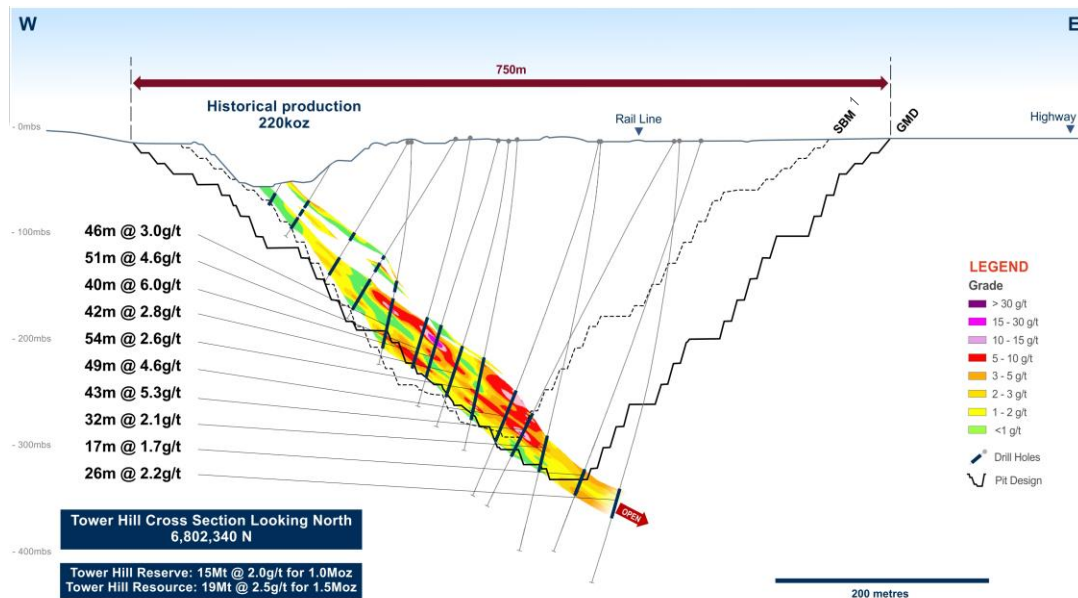 W
E
750m
Historical production
220koz
Rail Line
SBM 1
GMD
Highway
- 0mbs
- 100mbs
- 200mbs
- 300mbs
- 400mbs
46m @ 3.0g/t
51m @ 4.6g/t
40m @ 6.0g/t
42m @ 2.8g/t
54m @ 2.6g/t
49m @ 4.6g/t
43m @ 5.3g/t
32m @ 2.1g/t
17m @ 1.7g/t
26m @ 2.2g/t
LEGEND
Grade
> 30 g/t
15 - 30 g/t
10 - 15 g/t
5 - 10 g/t
3 - 5 g/t
2 - 3 g/t
1 - 2 g/t
<1 g/t
Drill Holes
Pit Design
OPEN
Tower Hill Cross Section Looking North
6,802,340 N
Tower Hill Reserve: 15Mt @ 2.0g/t for 1.0Moz
Tower Hill Resource: 19Mt @ 2.5g/t for 1.5Moz
200 metres